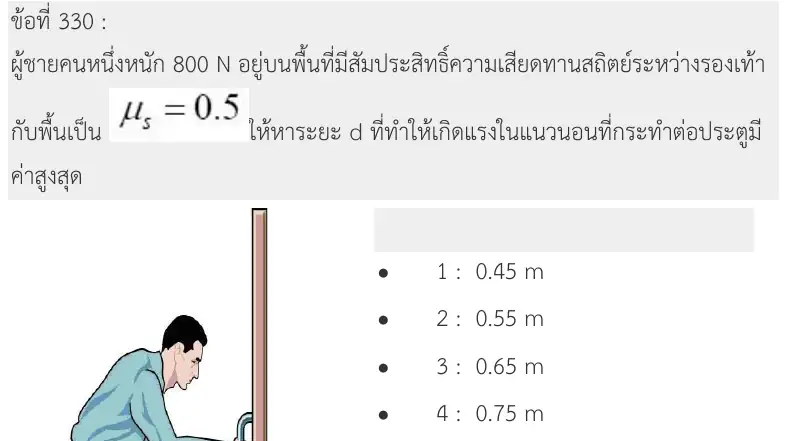 ข้อที่ 330 :
ผู้ชายคนหนึ่งหนัก 800 N อยู่บนพื้นที่มีสัมประสิทธิ์ความเสียดทานสถิตย์ระหว่างรองเท้า
กับพื้นเป็น μs = 0.5 ให้หาระยะ d ที่ทำให้เกิดแรงในแนวนอนที่กระทำต่อประตูมี
ค่าสูงสุด
• 1 : 0.45 m
• 2 : 0.55 m
• 3 : 0.65 m
• 4 : 0.75 m